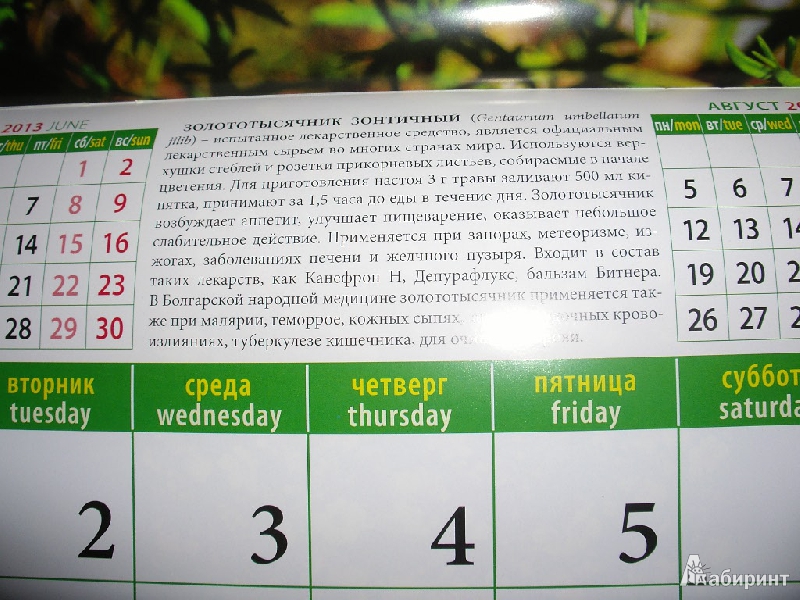 2013 JUNE
/thu пт/fri сб/sat вс/sun
1 2
7 8 9
14 15 16
21 22 23
28 29 30
ЗОЛОТОТЫСЯЧНИК ЗОНТИЧНЫЙ (Gentaurium umbellatum
jilib) – испытанное лекарственное средство, является официальным
лекарственным сырьем во многих странах мира. Используются вер-
хушки стеблей и розетки прикорневых листьев, собираемые в начале
цветения. Для приготовления настоя 3 г травы заливают 500 мл ки-
пятка, принимают за 1,5 часа до еды в течение дня. Золототысячник
возбуждает аппетит, улучшает пищеварение, оказывает небольшое
слабительное действие. Применяется при запорах, метеоризме, из-
жогах, заболеваниях печени и желчного пузыря. Входит в состав
таких лекарств, как Канефрон Н, Депурафлукс, бальзам Битнера.
В Болгарской народной медицине золототысячник применяется так-
же при малярии, геморрое, кожных сыпях, крово-
излияниях, туберкулезе кишечника, для
АВГУСТ
пн/mon вт/tue ср/wed
5 6 7
12 13
19 20
26 27
вторник среда четверг пятница суббот
tuesday wednesday thursday friday saturda
2 3 4 5
Лабиринт